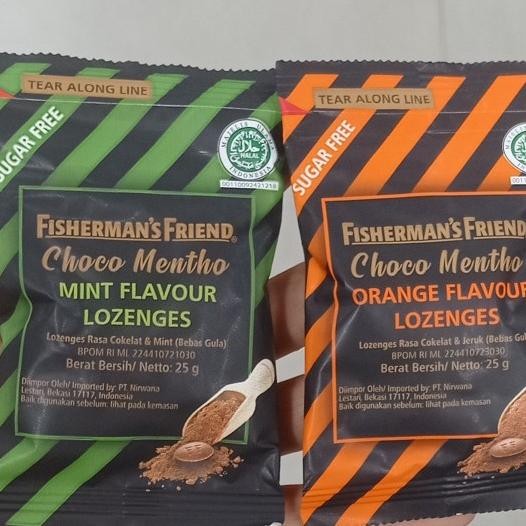 TEAR ALONG LINE
SUGAR FREE
HALAL
INDONESIA
00110092421218
FISHERMAN'S FRIEND®
Choco Mentho
MINT FLAVOUR
LOZENGES
Lozenges Rasa Cokelat & Mint (Bebas Gula)
BPOM RI ML 224410721030
Berat Bersih/ Netto: 25 g
Diimpor Oleh/ Imported by: PT. Nirwana
Lestari, Bekasi 17117, Indonesia
Baik digunakan sebelum: lihat pada kemasan
TEAR ALONG LINE
SUGAR FREE
FISHERMAN'S FRIEND
Choco Mentho
ORANGE FLAVOUR
LOZENGES
Lozenges Rasa Cokelat & Jeruk (Bebas Gul
BPOM RI ML 224410723030
Berat Bersih/ Netto: 25 g
Diimpor Oleh/ Imported by: PT. Nirwana
Lestari, Bekasi 17117, Indonesia
Baik digunakan sebelum: lihat pada kemasan